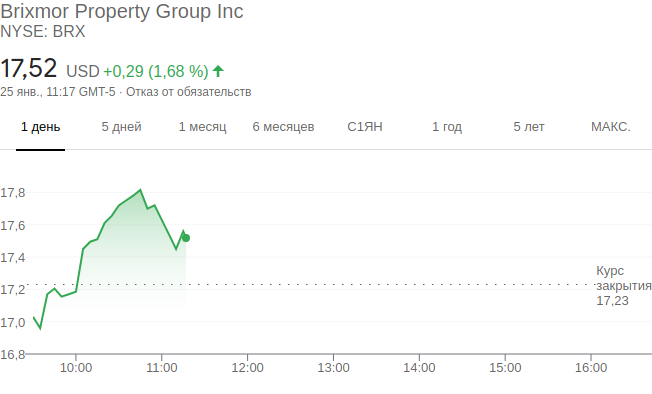 Brixmor Property Group Inc
NYSE: BRX
17,52 USD +0,29 (1,68 %)
25 янв., 11:17 GMT-5 · Отказ от обязательств
1 день 5 дней 1 месяц 6 месяцев С1ЯН 1 год 5 лет МАКС.
17,8
17,6
17,4
17,2
17,0
16,8
Курс
закрытия
17,23
10:00 11:00 12:00 13:00 14:00 15:00 16:00